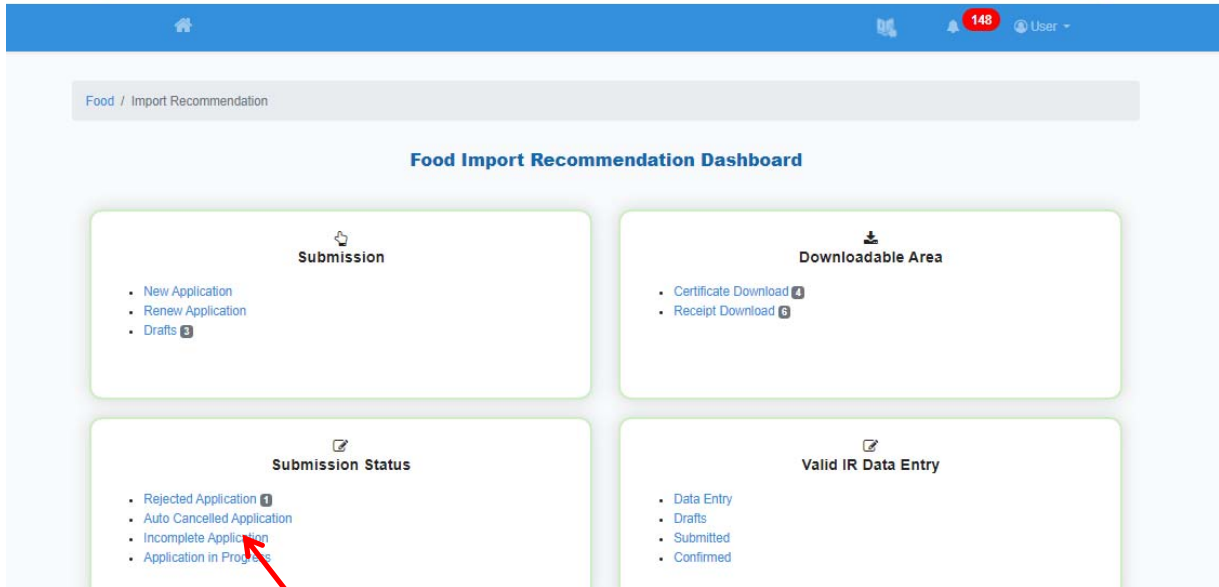 148 User
Food / Import Recommendation
Food Import Recommendation Dashboard
Submission
New Application
Renew Application
Drafts 3
Downloadable Area
Certificate Download 4
Receipt Download 6
Submission Status
Rejected Application 1
Auto Cancelled Application
Incomplete Application
Application in Progress
Valid IR Data Entry
Data Entry
Drafts
Submitted
Confirmed